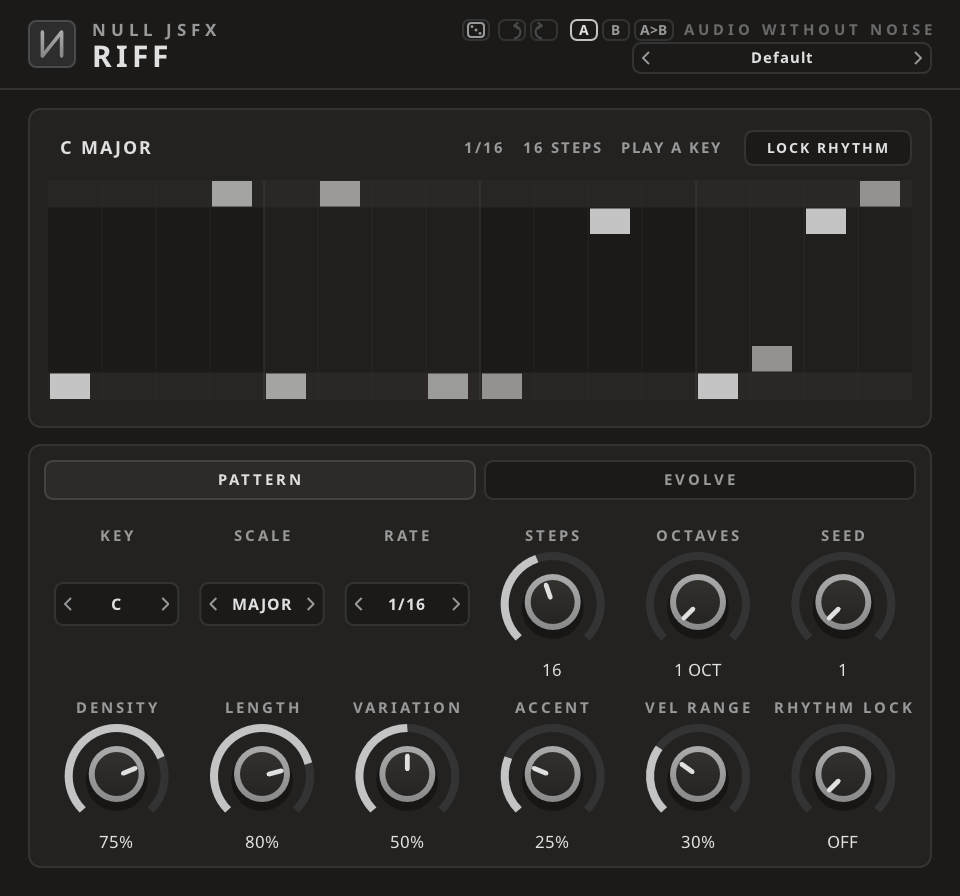 NULL JSFX
RIFF
A B A>B AUDIO WITHOUT NOISE
Default
C MAJOR 1/16 16 STEPS PLAY A KEY LOCK RHYTHM
PATTERN EVOLVE
KEY SCALE RATE STEPS OCTAVES SEED
C MAJOR 1/16
16 1 OCT 1
DENSITY LENGTH VARIATION ACCENT VEL RANGE RHYTHM LOCK
75% 80% 50% 25% 30% OFF